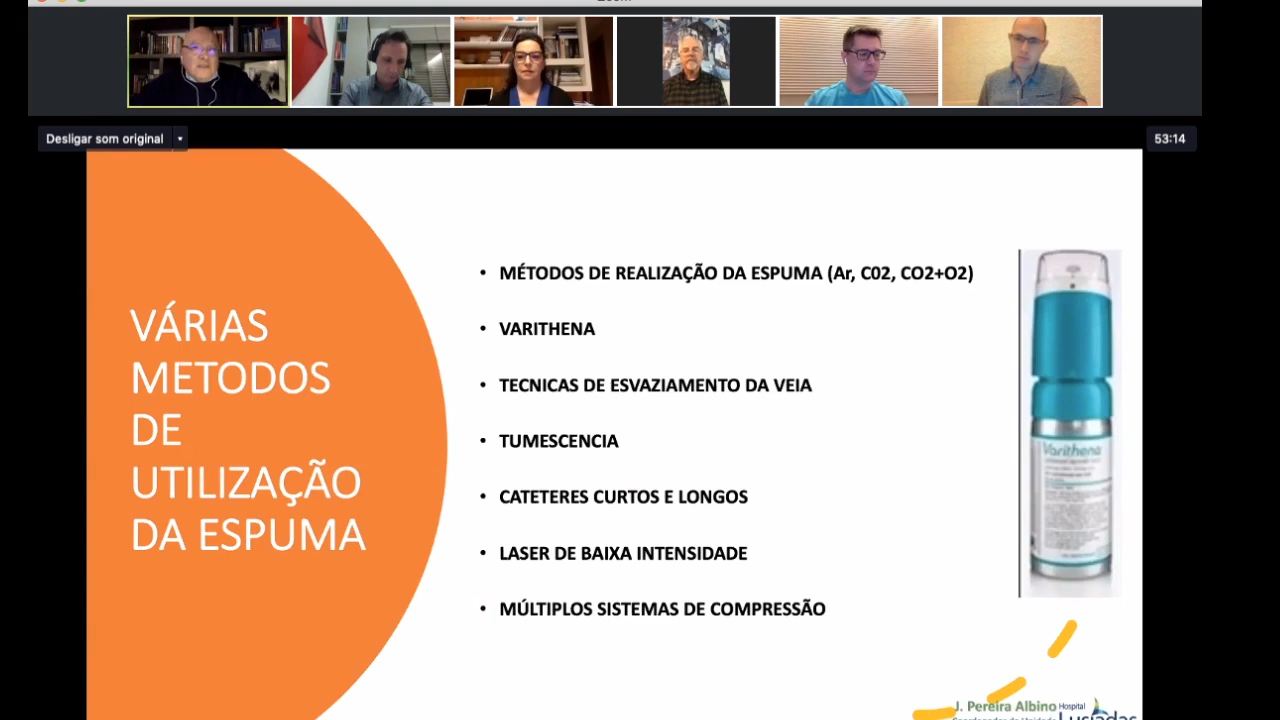 Desligar som original
53:14
VÁRIAS
METODOS
DE
UTILIZAÇÃO
DA ESPUMA
• MÉTODOS DE REALIZAÇÃO DA ESPUMA (Ar, C02, CO2+O2)
• VARITHENA
• TECNICAS DE ESVAZIAMENTO DA VEIA
• TUMESCENCIA
• CATETERES CURTOS E LONGOS
• LASER DE BAIXA INTENSIDADE
• MÚLTIPLOS SISTEMAS DE COMPRESSÃO
Varithena
J. Pereira Albino
Hospital
Lusíadas